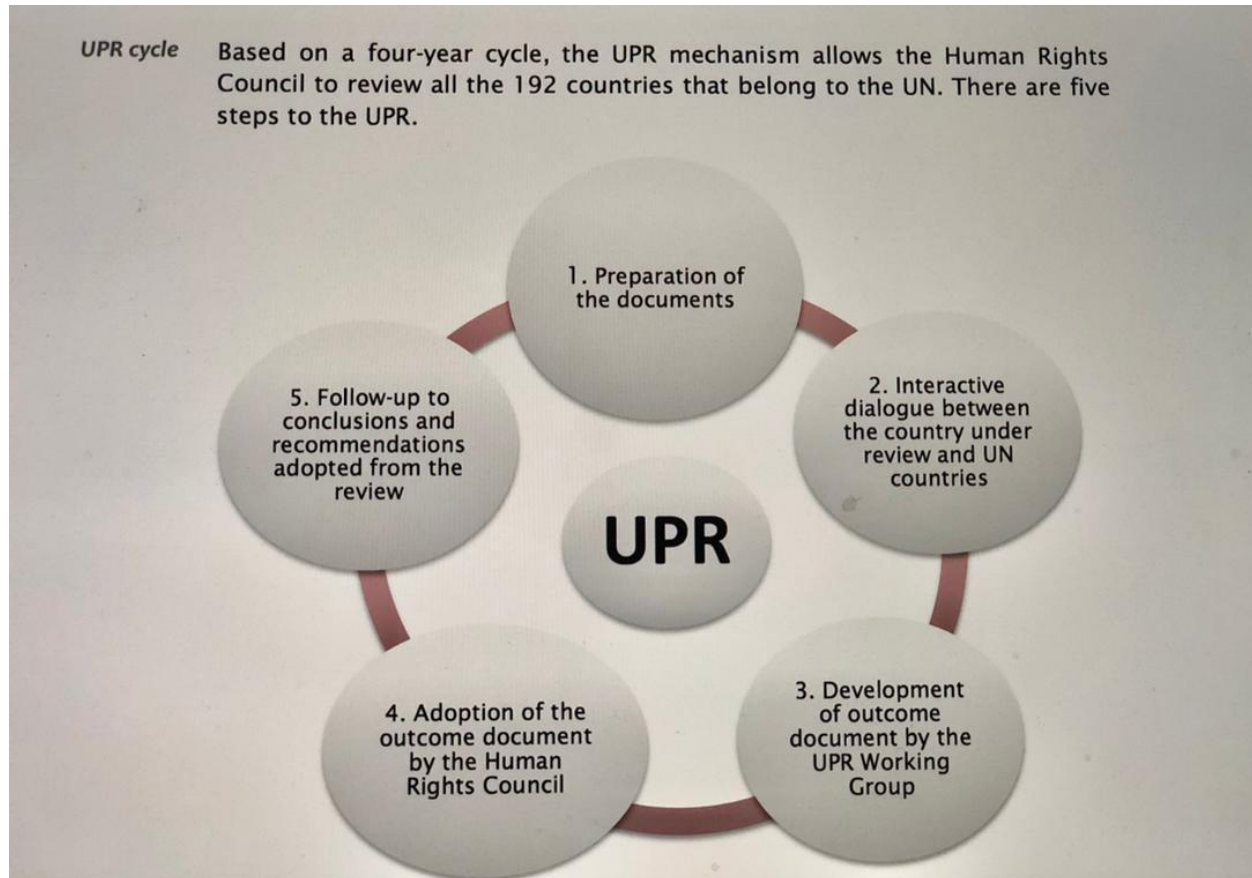 UPR cycle
Based on a four-year cycle, the UPR mechanism allows the Human Rights
Council to review all the 192 countries that belong to the UN. There are five
steps to the UPR.
1. Preparation of
the documents
2. Interactive
dialogue between
the country under
review and UN
countries
3. Development
of outcome
document by the
UPR Working
Group
4. Adoption of the
outcome document
by the Human
Rights Council
5. Follow-up to
conclusions and
recommendations
adopted from the
review
UPR